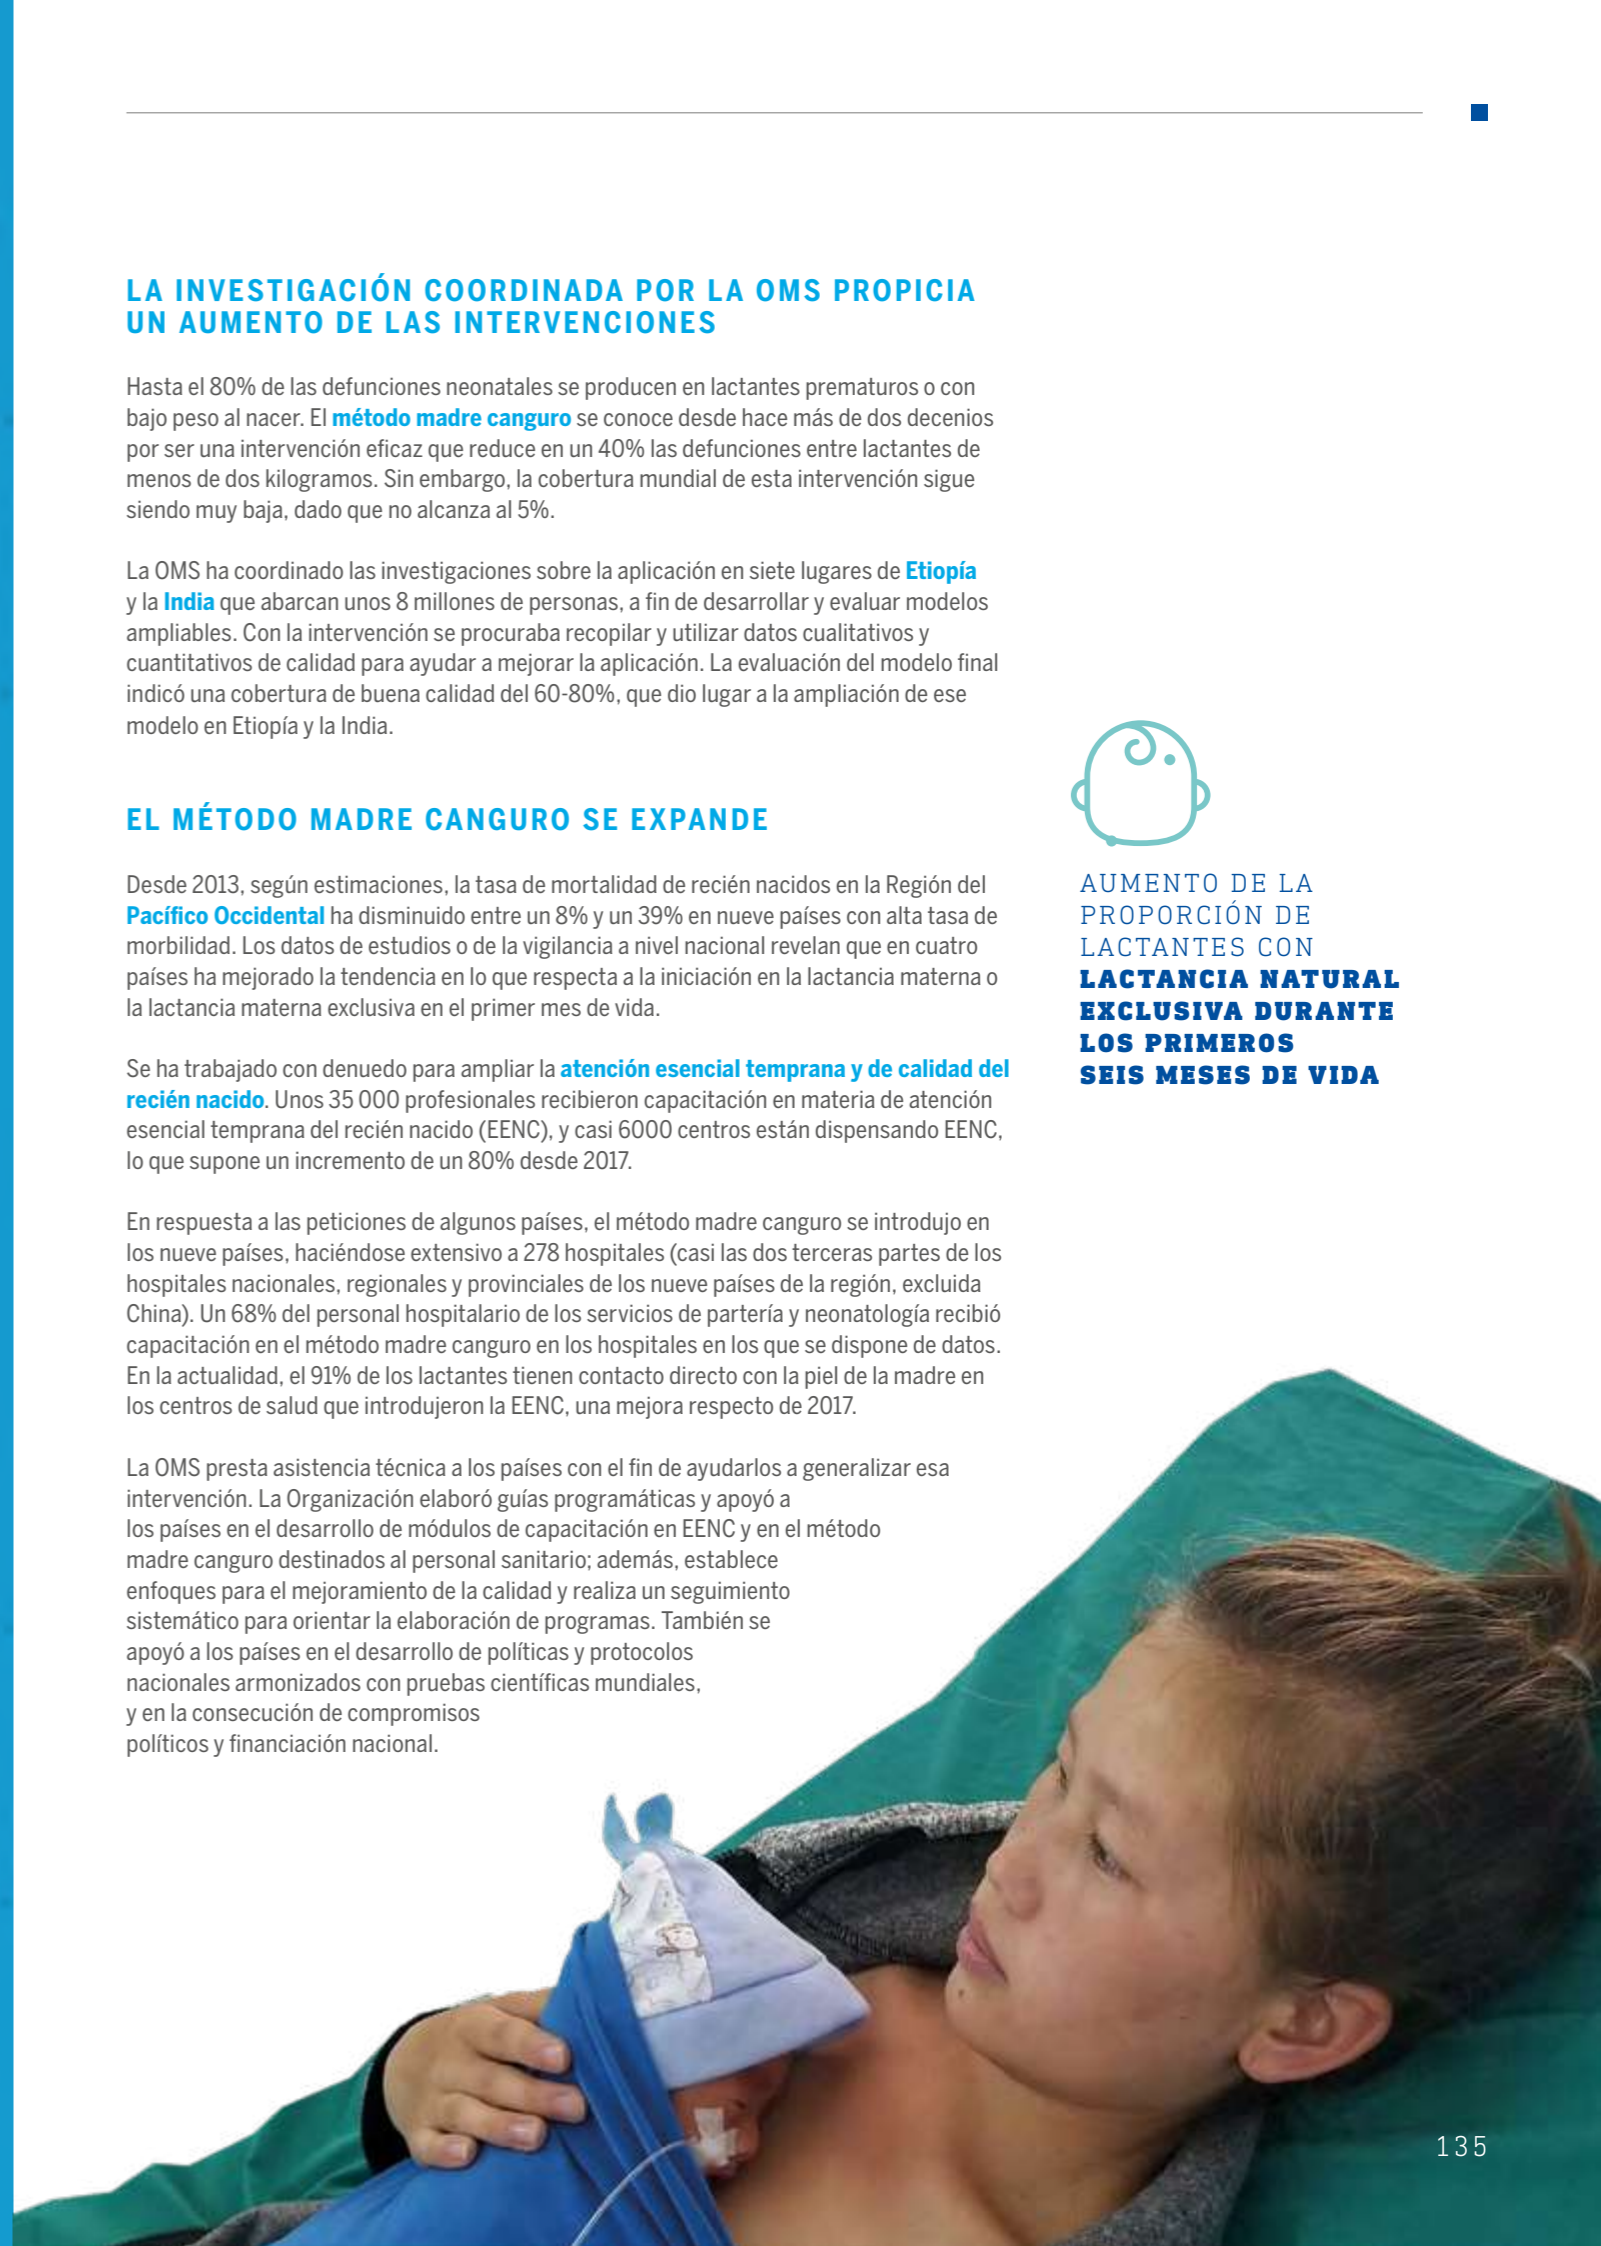 LA INVESTIGACIÓN COORDINADA POR LA OMS PROPICIA
UN AUMENTO DE LAS INTERVENCIONES
Hasta el 80% de las defunciones neonatales se producen en lactantes prematuros o con
bajo peso al nacer. El método madre canguro se conoce desde hace más de dos decenios
por ser una intervención eficaz que reduce en un 40% las defunciones entre lactantes de
menos de dos kilogramos. Sin embargo, la cobertura mundial de esta intervención sigue
siendo muy baja, dado que no alcanza al 5%.
La OMS ha coordinado las investigaciones sobre la aplicación en siete lugares de Etiopía
y la India que abarcan unos 8 millones de personas, a fin de desarrollar y evaluar modelos
ampliables. Con la intervención se procuraba recopilar y utilizar datos cualitativos y
cuantitativos de calidad para ayudar a mejorar la aplicación. La evaluación del modelo final
indicó una cobertura de buena calidad del 60-80%, que dio lugar a la ampliación de ese
modelo en Etiopía y la India.
EL MÉTODO MADRE CANGURO SE EXPANDE
Desde 2013, según estimaciones, la tasa de mortalidad de recién nacidos en la Región del
Pacífico Occidental ha disminuido entre un 8% y un 39% en nueve países con alta tasa de
morbilidad. Los datos de estudios o de la vigilancia a nivel nacional revelan que en cuatro
países ha mejorado la tendencia en lo que respecta a la iniciación en la lactancia materna o
la lactancia materna exclusiva en el primer mes de vida.
Se ha trabajado con denuedo para ampliar la atención esencial temprana y de calidad del
recién nacido. Unos 35 000 profesionales recibieron capacitación en materia de atención
esencial temprana del recién nacido (EENC), y casi 6000 centros están dispensando EENC,
lo que supone un incremento de un 80% desde 2017.
En respuesta a las peticiones de algunos países, el método madre canguro se introdujo en
los nueve países, haciéndose extensivo a 278 hospitales (casi las dos terceras partes de los
hospitales nacionales, regionales y provinciales de los nueve países de la región, excluida
China). Un 68% del personal hospitalario de los servicios de partería y neonatología recibió
capacitación en el método madre canguro en los hospitales en los que se dispone de datos.
En la actualidad, el 91% de los lactantes tienen contacto directo con la piel de la madre en
los centros de salud que introdujeron la EENC, una mejora respecto de 2017.
La OMS presta asistencia técnica a los países con el fin de ayudarlos a generalizar esa
intervención. La Organización elaboró guías programáticas y apoyó a
los países en el desarrollo de módulos de capacitación en EENC y en el método
madre canguro destinados al personal sanitario; además, establece
enfoques para el mejoramiento de la calidad y realiza un seguimiento
sistemático para orientar la elaboración de programas. También se
apoyó a los países en el desarrollo de políticas y protocolos
nacionales armonizados con pruebas científicas mundiales,
y en la consecución de compromisos
políticos y financiación nacional.
AUMENTO DE LA
PROPORCIÓN DE
LACTANTES CON
LACTANCIA NATURAL
EXCLUSIVA DURANTE
LOS PRIMEROS
SEIS MESES DE VIDA
135